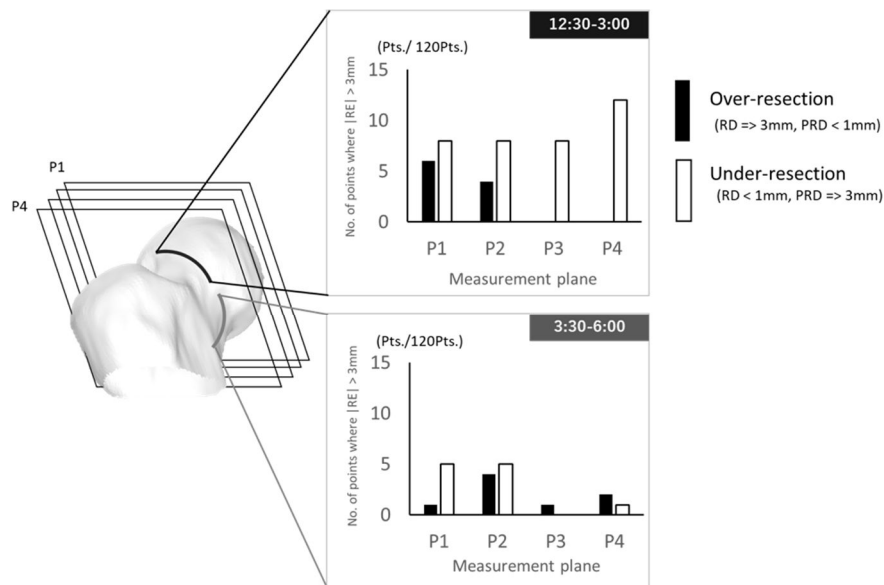 P1
P4
12:30-3:00
(Pts./ 120Pts.)
No. of points where |RE| > 3mm
15
10
5
0
P1 P2 P3 P4
Measurement plane
Over-resection
(RD => 3mm, PRD < 1mm)
Under-resection
(RD < 1mm, PRD => 3mm)
3:30-6:00
(Pts./120Pts.)
No. of points where |RE| > 3mm
15
10
5
0
P1 P2 P3 P4
Measurement plane